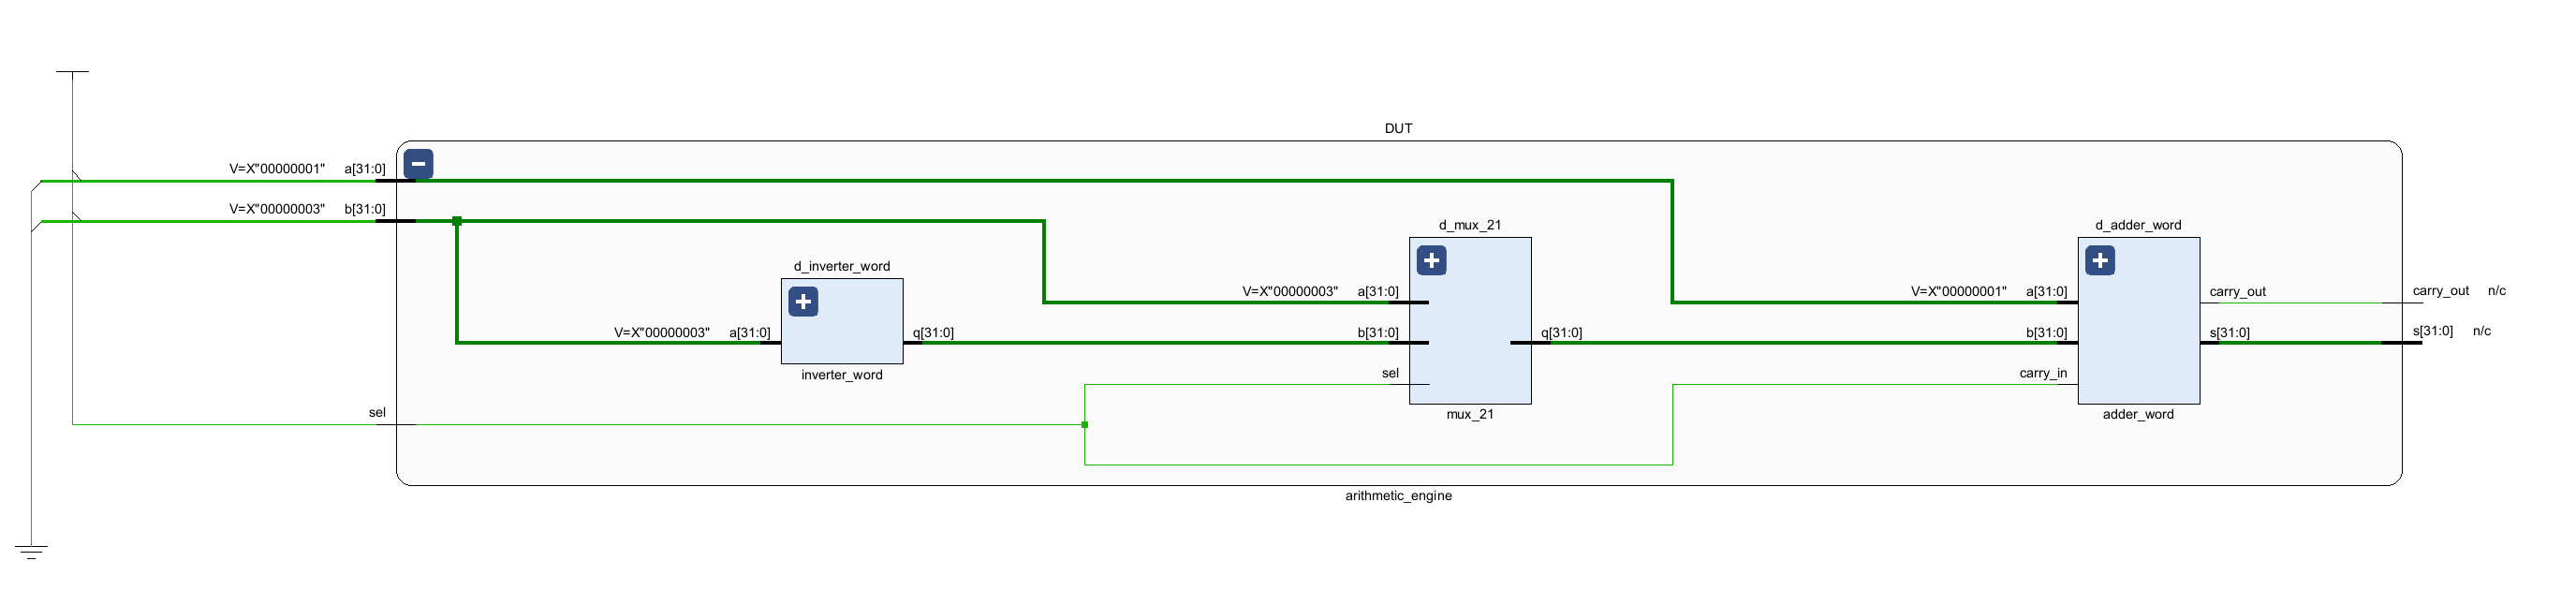 DUT
V=X"00000001" a[31:0]
V=X"00000003" b[31:0]
d_mux_21
d_adder_word
d_inverter_word
V=X"00000003" a[31:0]
V=X"00000001" a[31:0]
carry_out
carry_out n/c
V=X"00000003" a[31:0]
q[31:0]
b[31:0]
q[31:0]
b[31:0]
s[31:0]
s[31:0] n/c
inverter_word
sel
carry_in
sel
mux_21
adder_word
arithmetic_engine